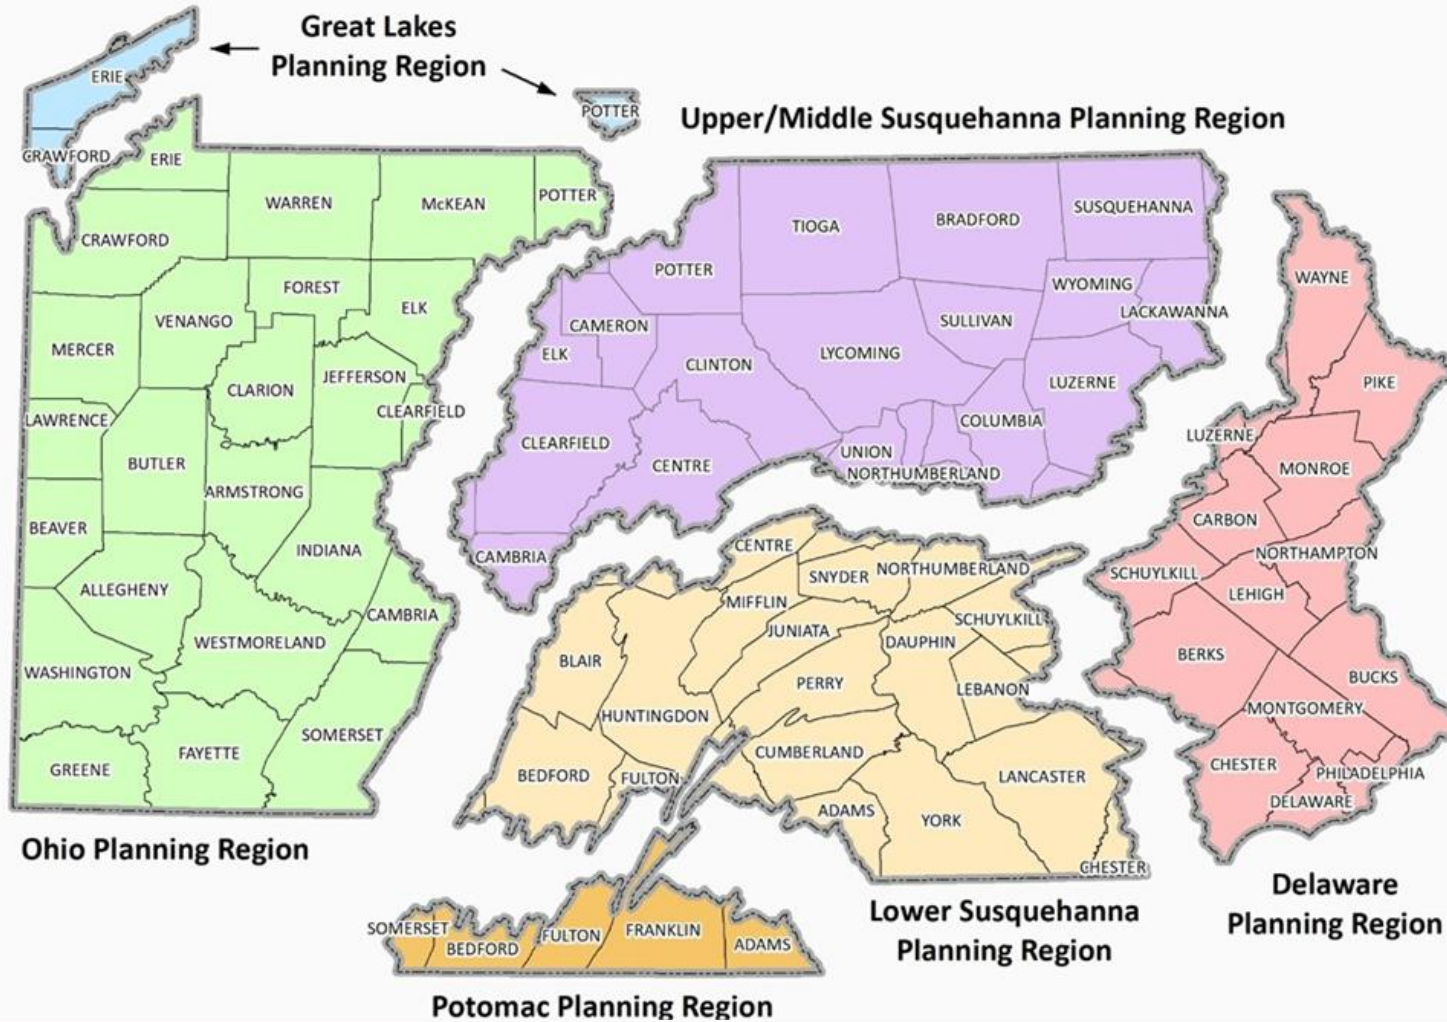 Great Lakes
Planning Region
ERIE
CRAWFORD
POTTER
Upper/Middle Susquehanna Planning Region
ERIE
WARREN
McKEAN
POTTER
CRAWFORD
FOREST
ELK
VENANGO
MERCER
CLARION
JEFFERSON
CLEARFIELD
LAWRENCE
BUTLER
ARMSTRONG
BEAVER
INDIANA
ALLEGHENY
CAMBRIA
WESTMORELAND
WASHINGTON
SOMERSET
FAYETTE
GREENE
Ohio Planning Region
TIOGA
BRADFORD
SUSQUEHANNA
POTTER
WYOMING
LACKAWANNA
CAMERON
SULLIVAN
ELK
CLINTON
LYCOMING
LUZERNE
COLUMBIA
CLEARFIELD
CENTRE
UNION
NORTHUMBERLAND
CAMBRIA
CENTRE
SNYDER
NORTHUMBERLAND
MIFFLIN
JUNIATA
SCHUYLKILL
DAUPHIN
BLAIR
PERRY
LEBANON
HUNTINGDON
CUMBERLAND
BEDFORD
FULTON
LANCASTER
ADAMS
YORK
CHESTER
Lower Susquehanna
Planning Region
SOMERSET
BEDFORD
FULTON
FRANKLIN
ADAMS
Potomac Planning Region
WAYNE
PIKE
LUZERNE
MONROE
CARBON
NORTHAMPTON
SCHUYLKILL
LEHIGH
BERKS
BUCKS
MONTGOMERY
CHESTER
PHILADELPHIA
DELAWARE
Delaware
Planning Region